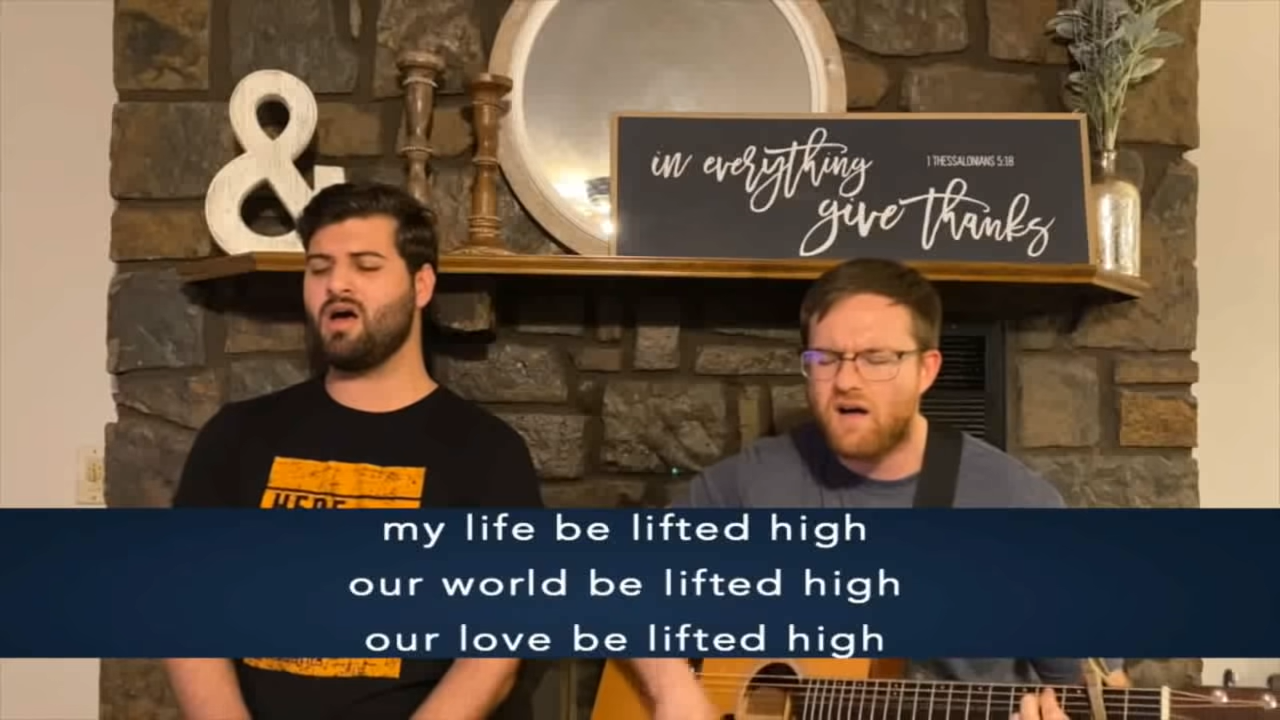 &
in everything
1 THESSALONIANS 5:18
give thanks
HERE
my life be lifted high
our world be lifted high
our love be lifted high